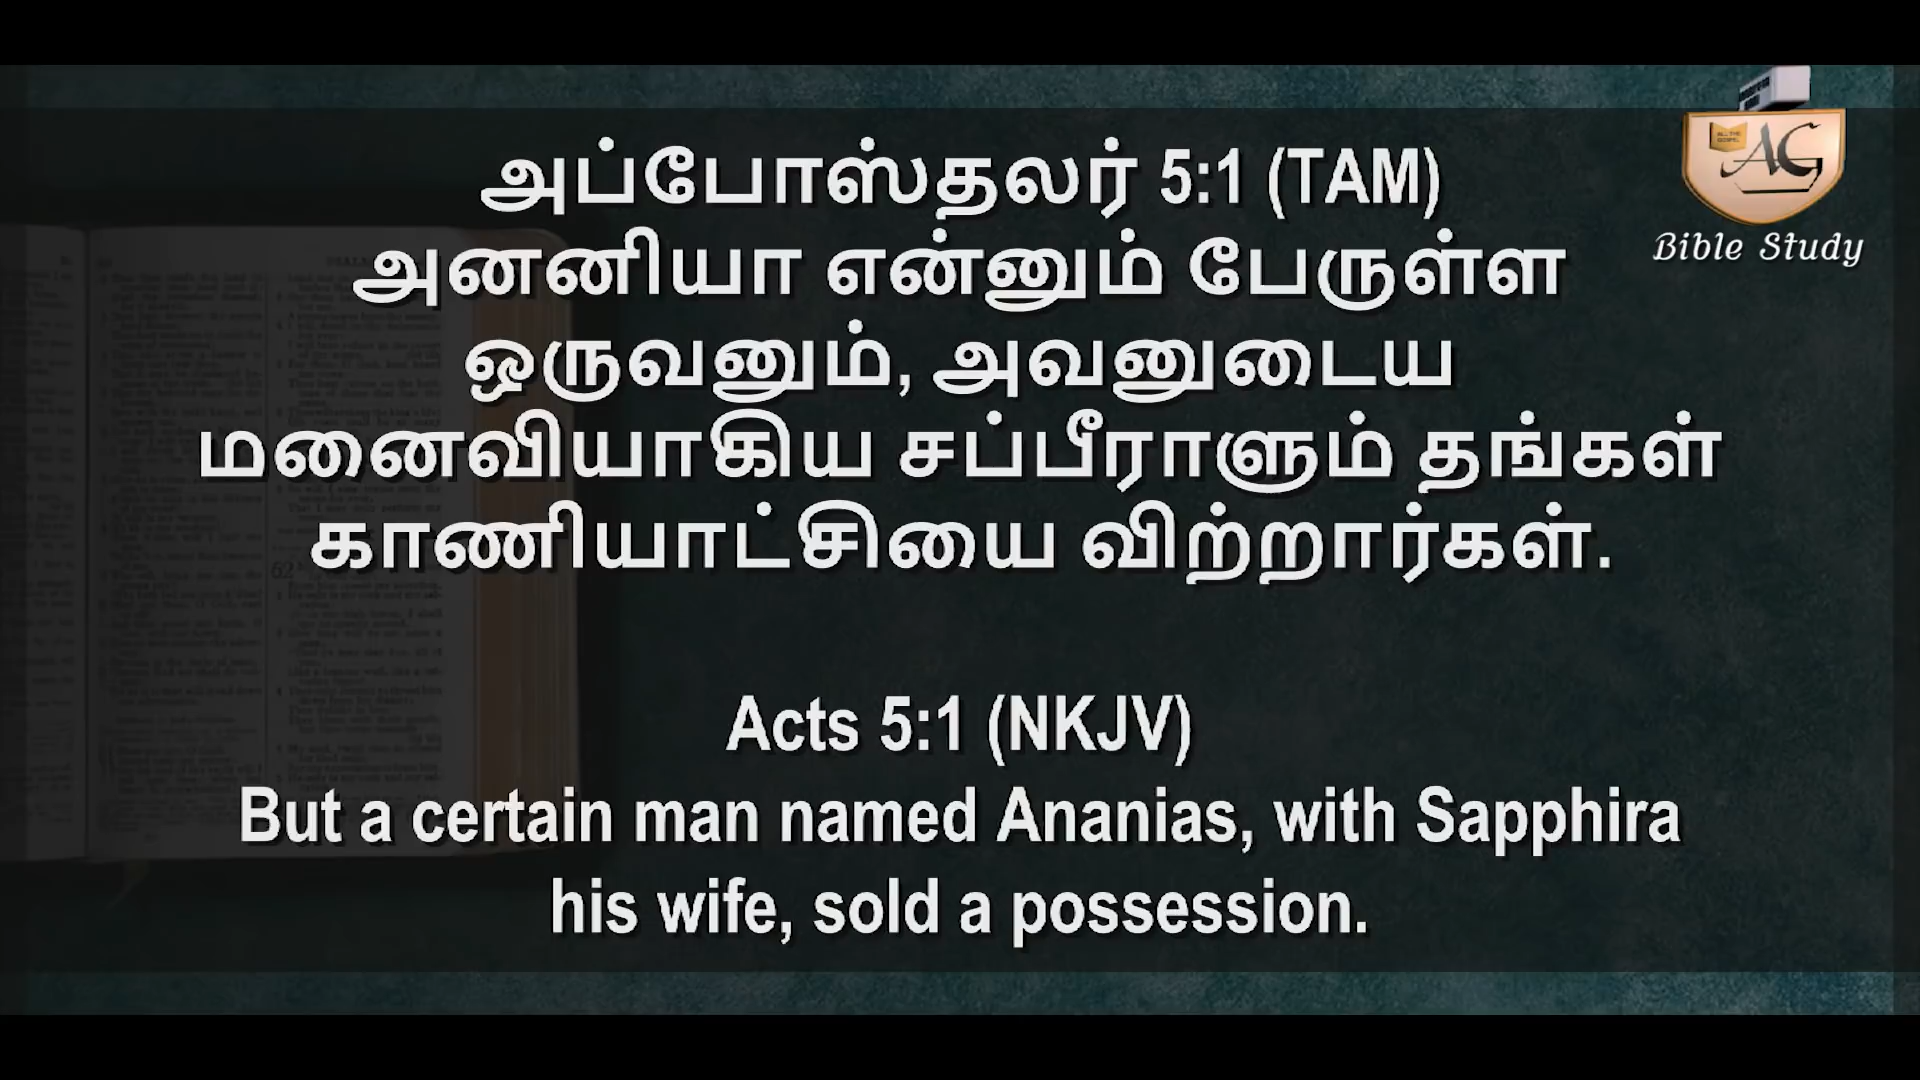 அப்போஸ்தலர் 5:1 (TAM)
அனனியா என்னும் பேருள்ள
ஒருவனும், அவனுடைய
மனைவியாகிய சப்பீராளும் தங்கள்
காணியாட்சியை விற்றார்கள்.
Acts 5:1 (NKJV)
But a certain man named Ananias, with Sapphira
his wife, sold a possession.
AG
Bible Study